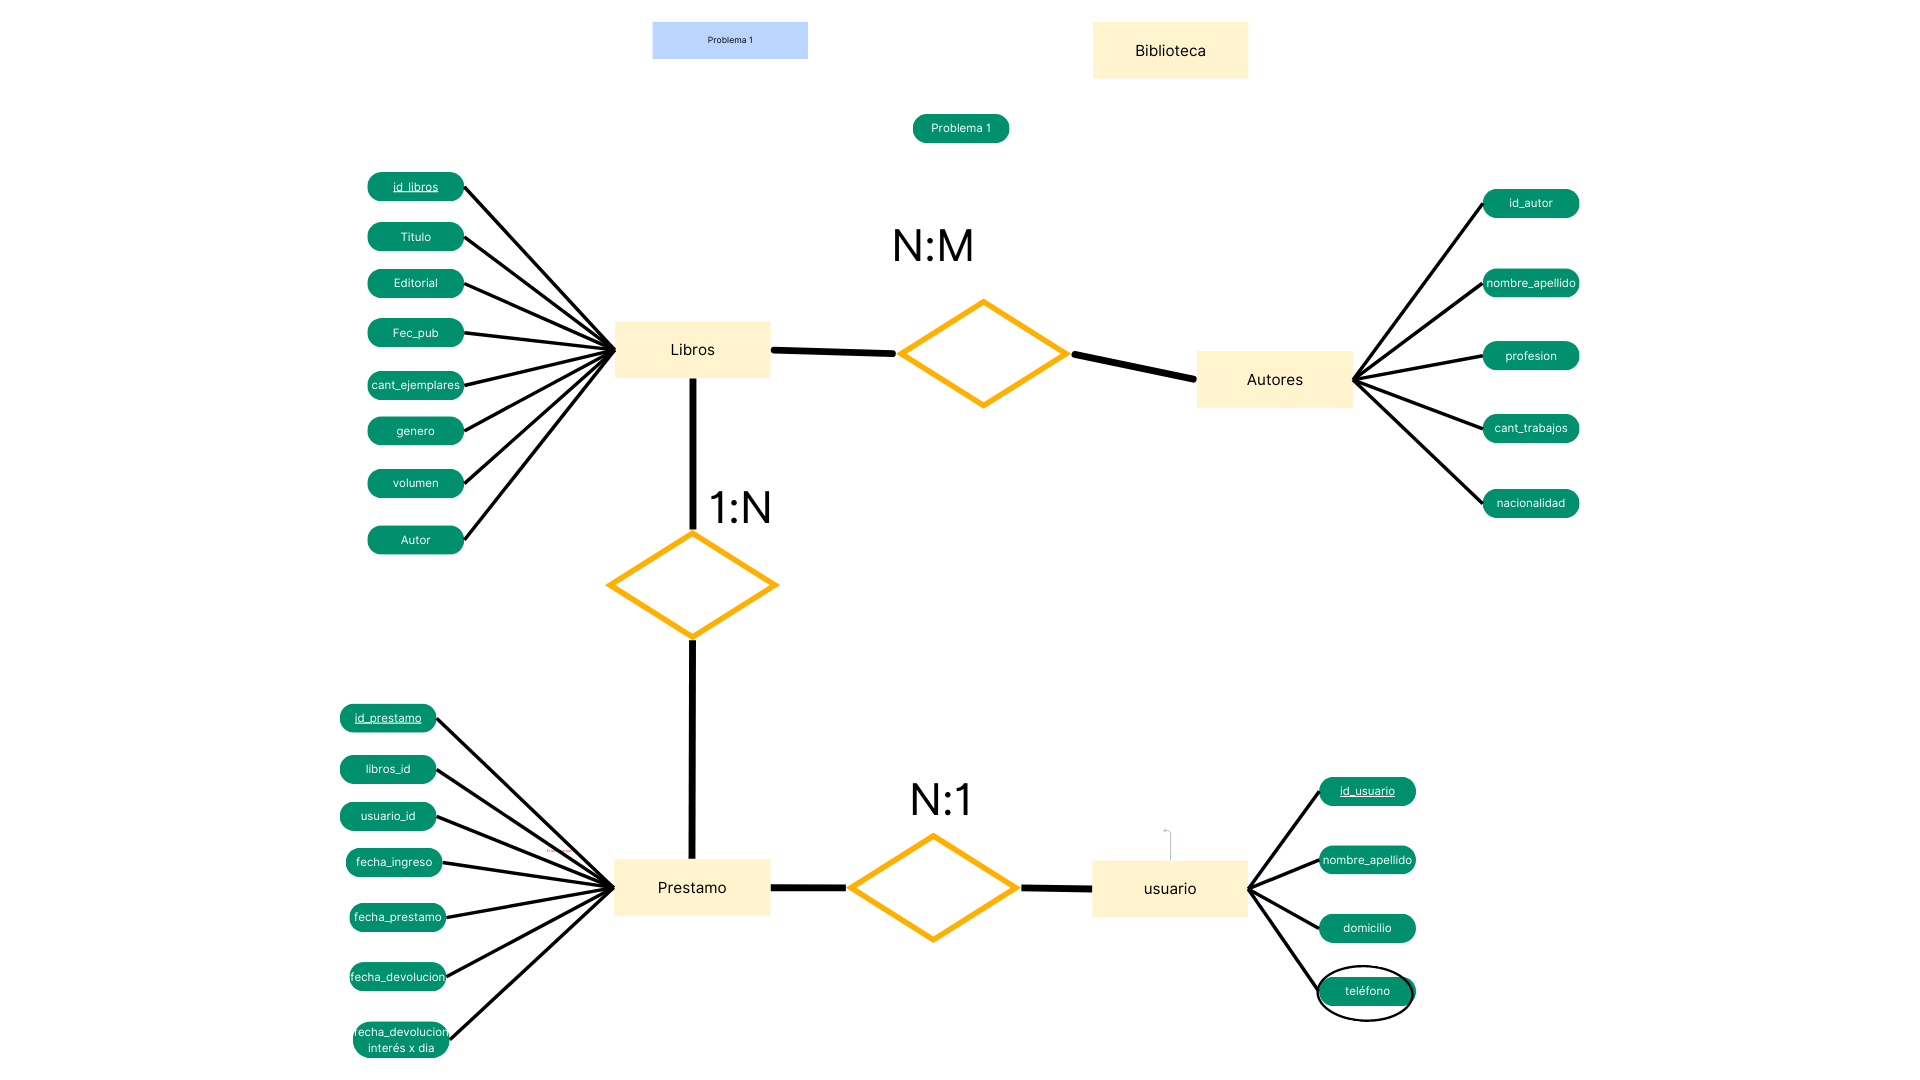 Problema 1
Biblioteca
Problema 1
id_libros
Titulo
Editorial
Fec_pub
cant_ejemplares
genero
volumen
Autor
Libros
N:M
Autores
id_autor
nombre_apellido
profesion
cant_trabajos
nacionalidad
1:N
id_prestamo
libros_id
usuario_id
fecha_ingreso
fecha_prestamo
fecha_devolucion
fecha_devolucion
interés x dia
Prestamo
N:1
usuario
id_usuario
nombre_apellido
domicilio
teléfono